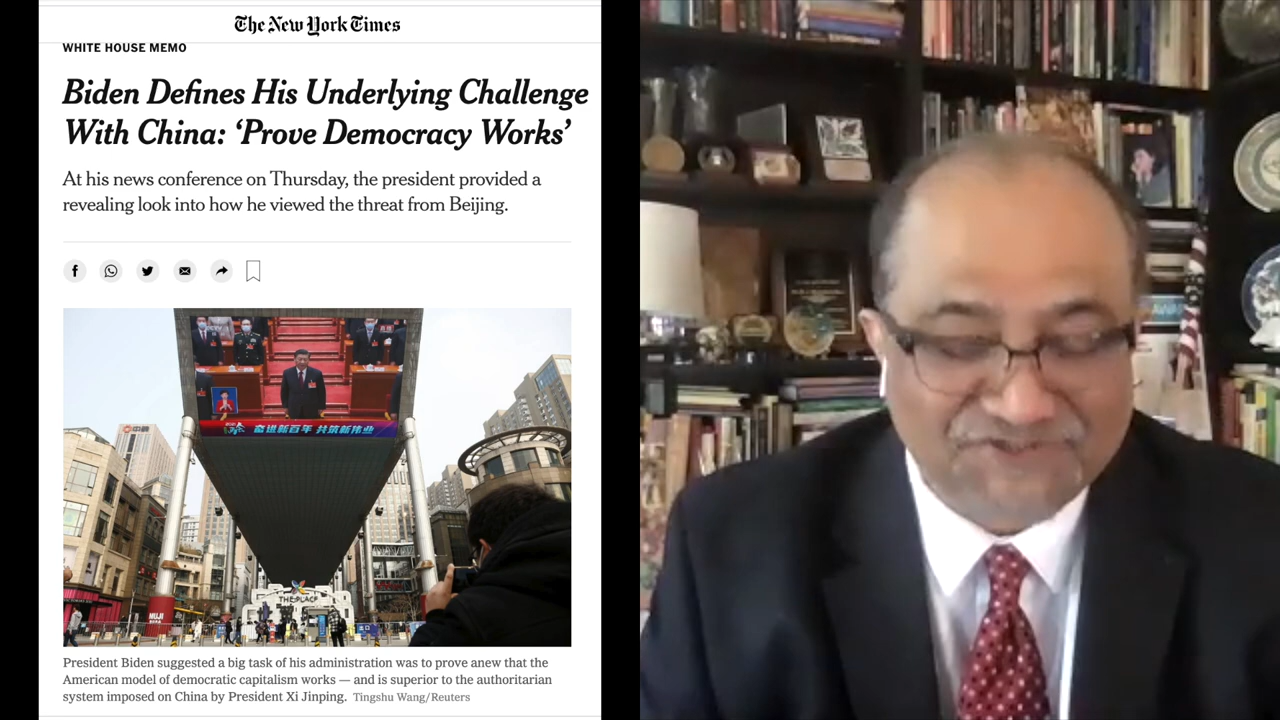 The New York Times
WHITE HOUSE MEMO
Biden Defines His Underlying Challenge
With China: ‘Prove Democracy Works’
At his news conference on Thursday, the president provided a
revealing look into how he viewed the threat from Beijing.
奋进新百年 共筑新伟业
THE PLACE
MUJI
President Biden suggested a big task of his administration was to prove anew that the
American model of democratic capitalism works — and is superior to the authoritarian
system imposed on China by President Xi Jinping. Tingshu Wang/Reuters